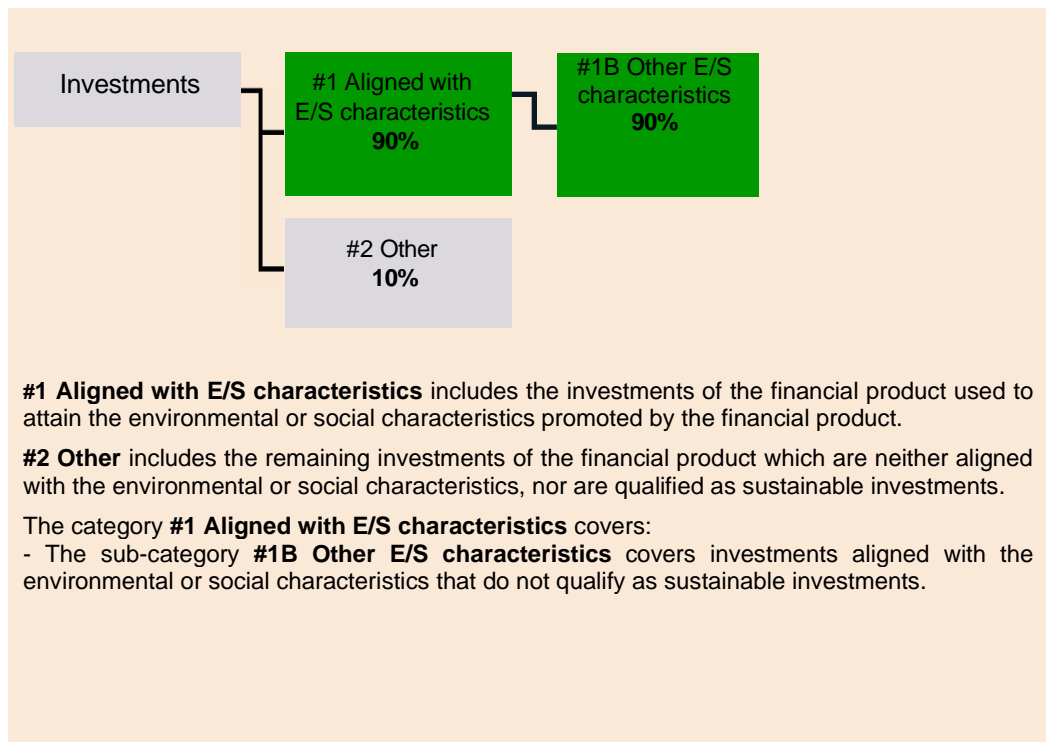 Investments
#1 Aligned with
E/S characteristics
90%
#1B Other E/S
characteristics
90%
#2 Other
10%
#1 Aligned with E/S characteristics includes the investments of the financial product used to
attain the environmental or social characteristics promoted by the financial product.
#2 Other includes the remaining investments of the financial product which are neither aligned
with the environmental or social characteristics, nor are qualified as sustainable investments.
The category #1 Aligned with E/S characteristics covers:
- The sub-category #1B Other E/S characteristics covers investments aligned with the
environmental or social characteristics that do not qualify as sustainable investments.